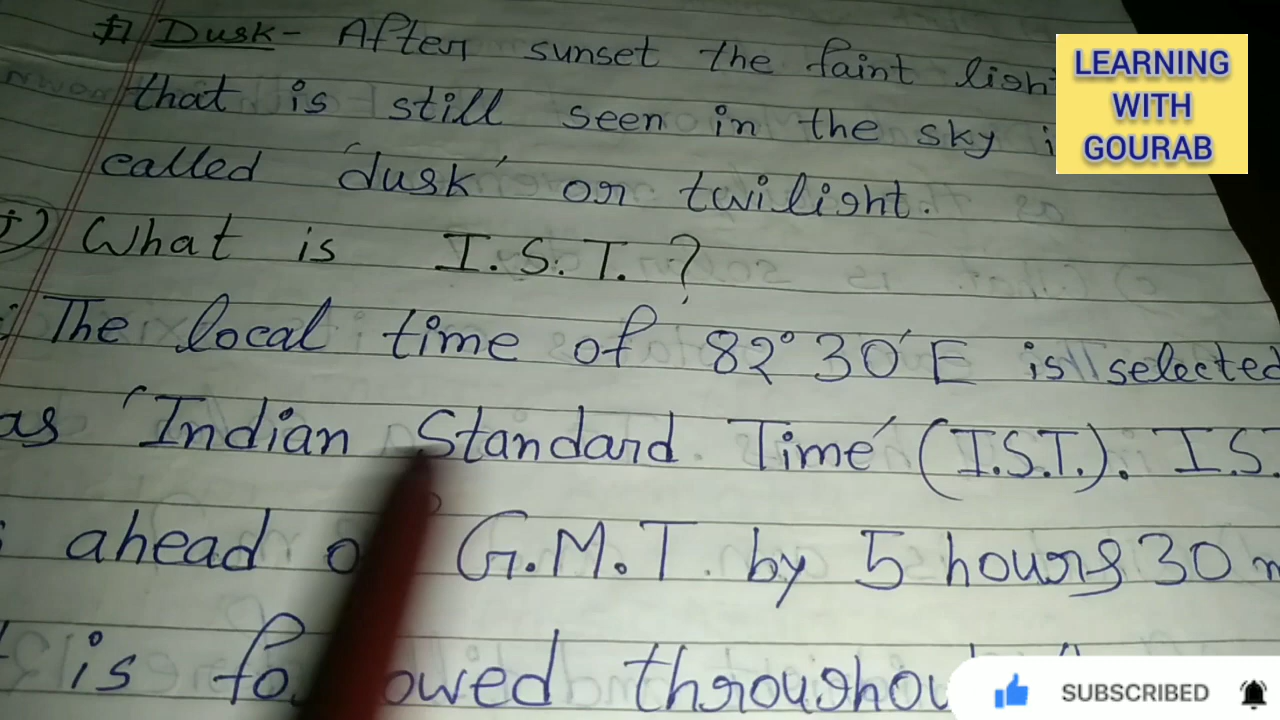 # Dusk - After sunset the faint ligh
that is still seen in the sky i
called 'dusk' or twilight.
j) What is I.S.T.?
: The local time of 82°30'E is selected
as 'Indian Standard Time' (I.S.T.). I.S.
ahead of G.M.T. by 5 hours 30 m
is followed throughou
LEARNING
WITH
GOURAB
SUBSCRIBED